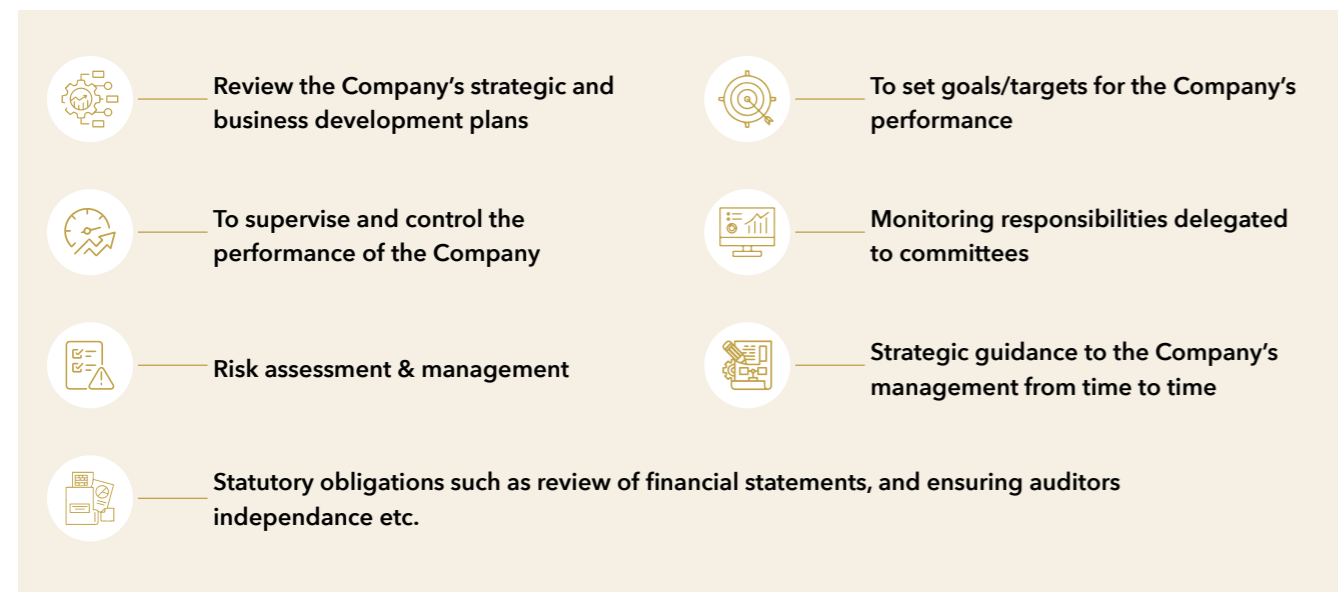 Review the Company’s strategic and
business development plans
To set goals/targets for the Company’s
performance
To supervise and control the
performance of the Company
Monitoring responsibilities delegated
to committees
Risk assessment & management
Strategic guidance to the Company’s
management from time to time
Statutory obligations such as review of financial statements, and ensuring auditors
independance etc.